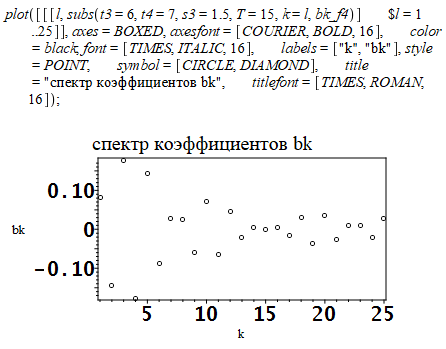 plot([[[l, subs(t3 = 6, t4 = 7, s3 = 1.5, T = 15, k = l, bk_f4)] $l = 1
..25]], axes = BOXED, axesfont = [COURIER, BOLD, 16], color
= black, font = [TIMES, ITALIC, 16], labels = ["k", "bk"], style
= POINT, symbol = [CIRCLE, DIAMOND], title
= "спектр коэффициентов bk", titlefont = [TIMES, ROMAN,
16]);
спектр коэффициентов bk
0.10
bk 0
-0.10
5 10 15 20 25
k